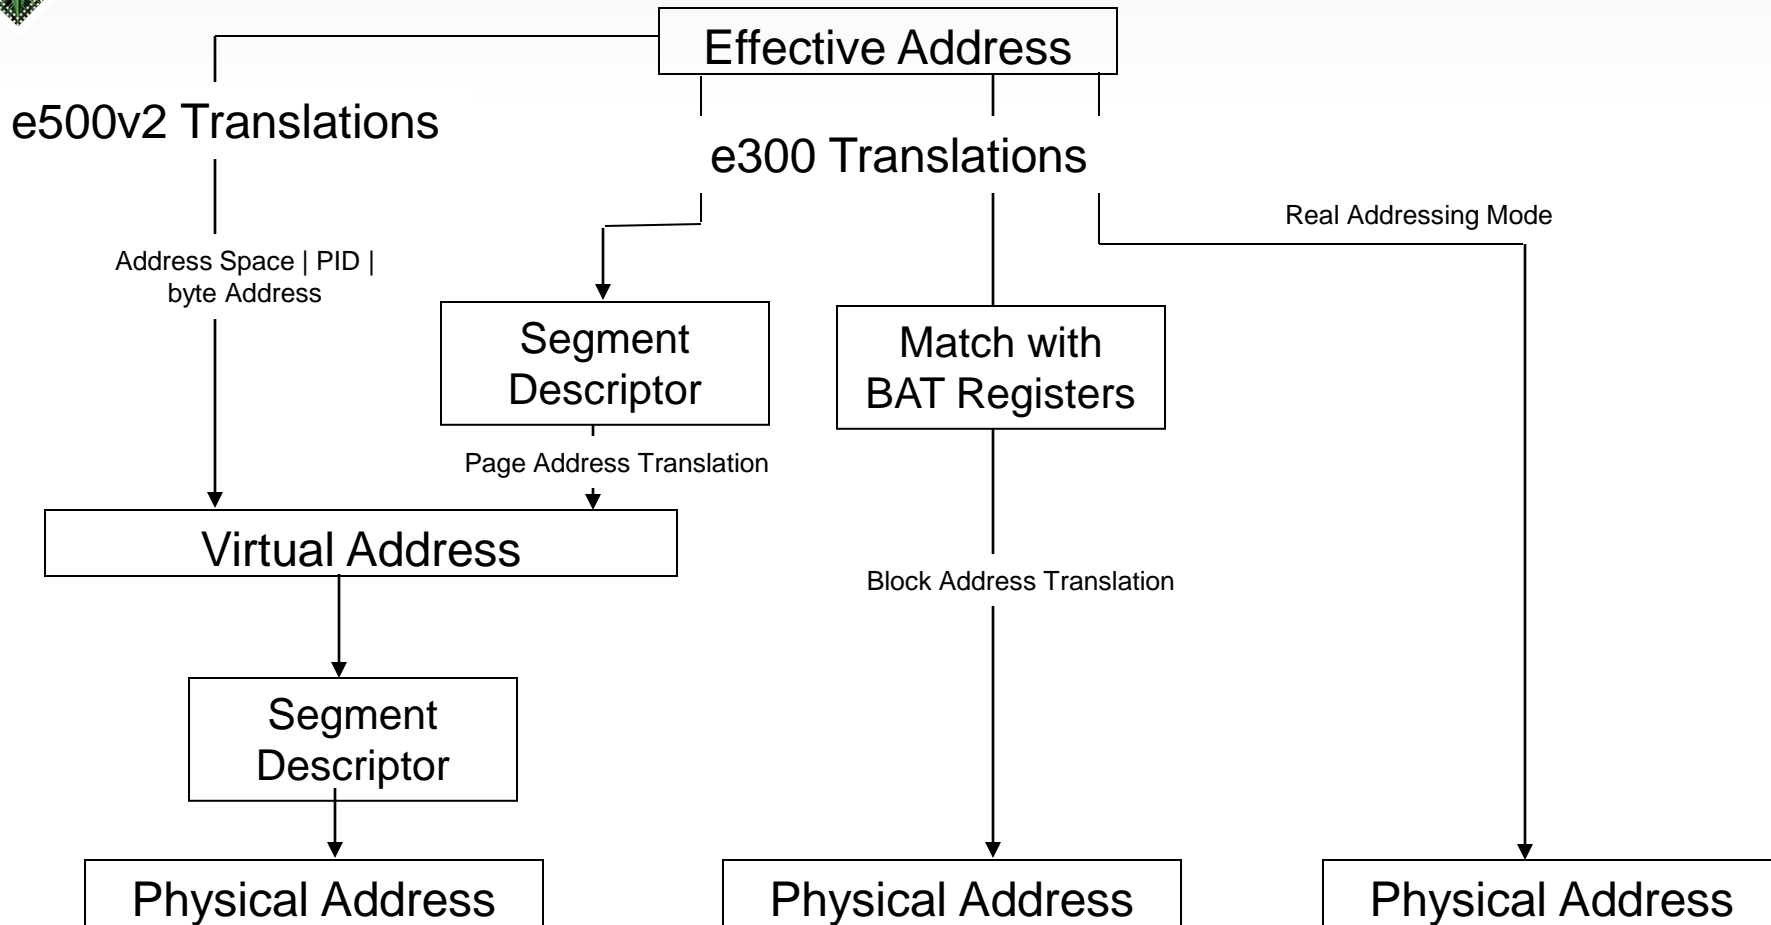 Effective Address
e500v2 Translations
e300 Translations
Real Addressing Mode
Address Space | PID |
byte Address
Segment
Descriptor
Match with
BAT Registers
Page Address Translation
Virtual Address
Block Address Translation
Segment
Descriptor
Physical Address
Physical Address
Physical Address